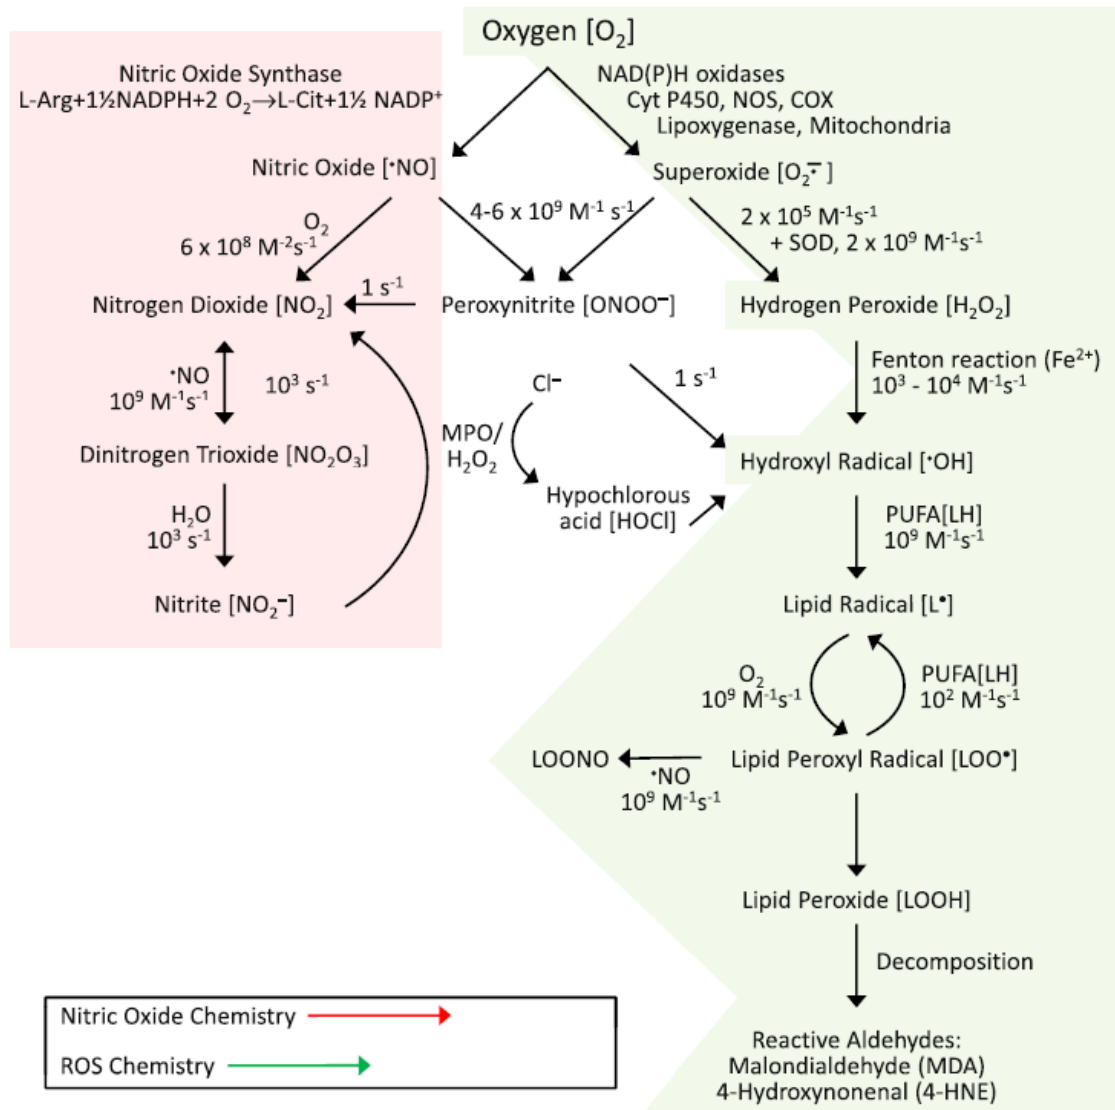 Oxygen [O₂]
Nitric Oxide Synthase
L-Arg+1½NADPH+2 O₂→L-Cit+1½ NADP⁺
NAD(P)H oxidases
Cyt P450, NOS, COX
Lipoxygenase, Mitochondria
Nitric Oxide [•NO]
Superoxide [O₂•̅]
O₂
6 x 10⁸ M⁻²s⁻¹
4-6 x 10⁹ M⁻¹ s⁻¹
2 x 10⁵ M⁻¹s⁻¹
+ SOD, 2 x 10⁹ M⁻¹s⁻¹
Nitrogen Dioxide [NO₂]
1 s⁻¹
Peroxynitrite [ONOO⁻]
Hydrogen Peroxide [H₂O₂]
•NO
10⁹ M⁻¹s⁻¹
10³ s⁻¹
Cl⁻
1 s⁻¹
Fenton reaction (Fe²⁺)
10³ - 10⁴ M⁻¹s⁻¹
MPO/
H₂O₂
Dinitrogen Trioxide [NO₂O₃]
Hydroxyl Radical [•OH]
Hypochlorous
acid [HOCl]
H₂O
10³ s⁻¹
PUFA[LH]
10⁹ M⁻¹s⁻¹
Nitrite [NO₂⁻]
Lipid Radical [L•]
O₂
10⁹ M⁻¹s⁻¹
PUFA[LH]
10² M⁻¹s⁻¹
LOONO
•NO
10⁹ M⁻¹s⁻¹
Lipid Peroxyl Radical [LOO•]
Lipid Peroxide [LOOH]
Decomposition
Nitric Oxide Chemistry
ROS Chemistry
Reactive Aldehydes:
Malondialdehyde (MDA)
4-Hydroxynonenal (4-HNE)